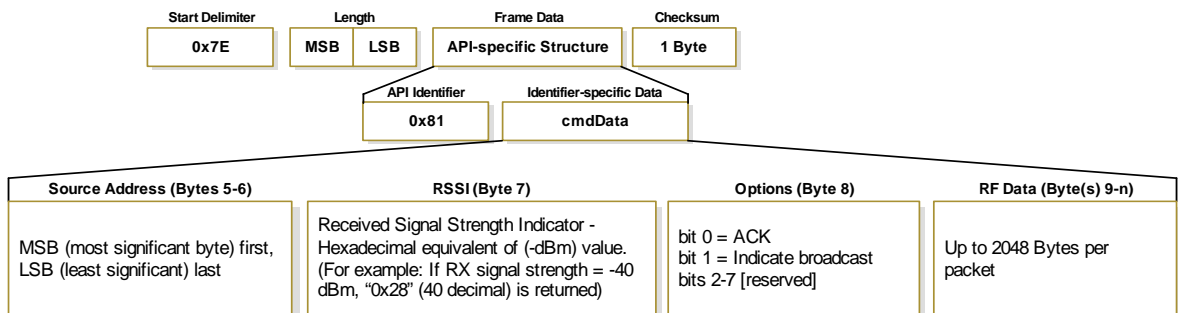 Start Delimiter
Length
Frame Data
Checksum
0x7E
MSB
LSB
API-specific Structure
1 Byte
API Identifier
Identifier-specific Data
0x81
cmdData
Source Address (Bytes 5-6)
MSB (most significant byte) first,
LSB (least significant) last
RSSI (Byte 7)
Received Signal Strength Indicator -
Hexadecimal equivalent of (-dBm) value.
(For example: If RX signal strength = -40
dBm, “0x28” (40 decimal) is returned)
Options (Byte 8)
bit 0 = ACK
bit 1 = Indicate broadcast
bits 2-7 [reserved]
RF Data (Byte(s) 9-n)
Up to 2048 Bytes per
packet